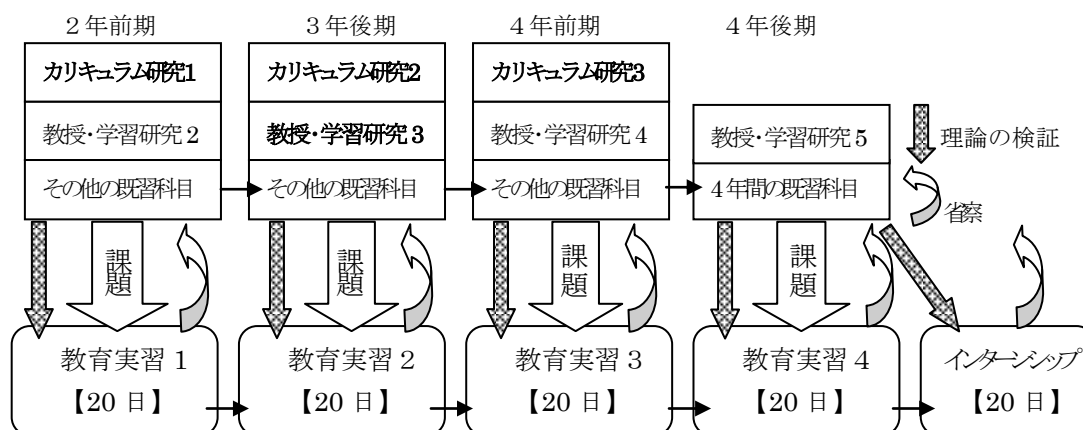 ２年前期
３年後期
４年前期
４年後期
カリキュラム研究1
カリキュラム研究2
カリキュラム研究3
教授・学習研究２
教授・学習研究３
教授・学習研究４
教授・学習研究５
理論の検証
その他の既習科目
その他の既習科目
その他の既習科目
４年間の既習科目
省察
課題
課題
課題
課題
教育実習１
教育実習２
教育実習３
教育実習４
インターンシップ
【20 日】
【20 日】
【20 日】
【20 日】
【20 日】